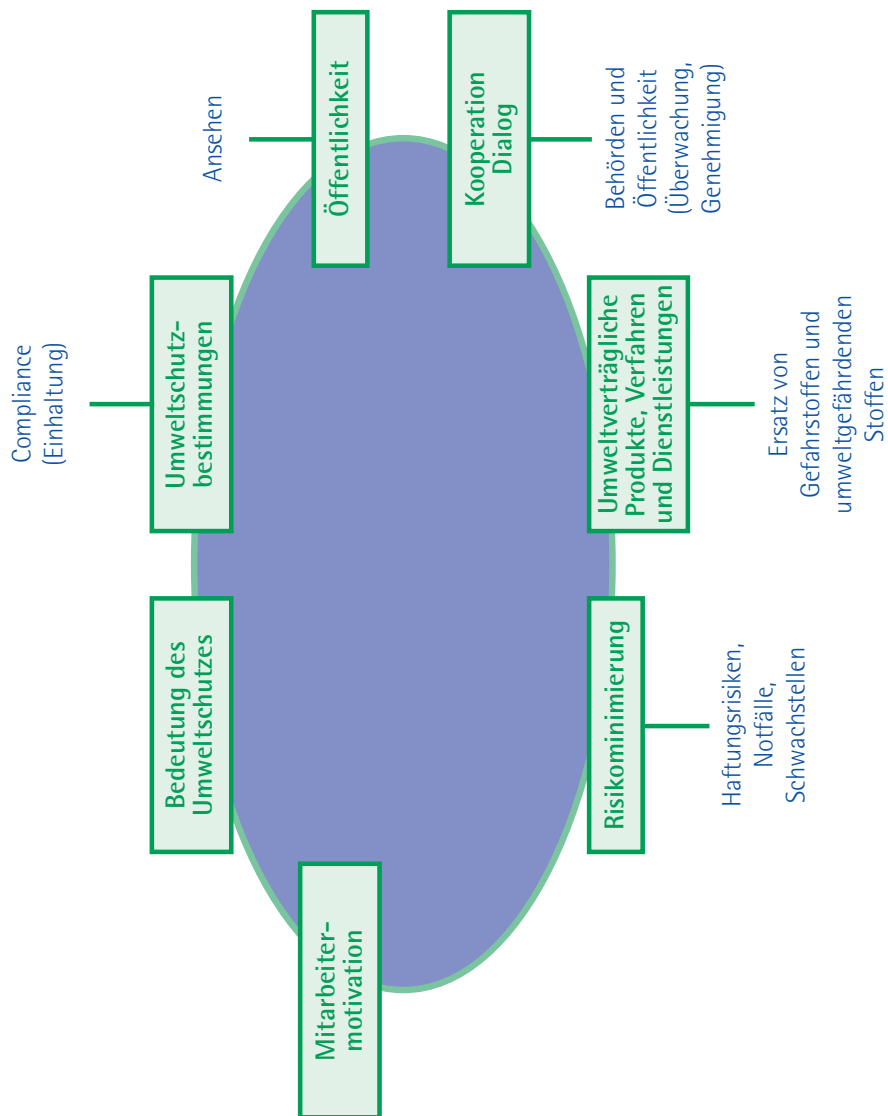 Compliance
(Einhaltung)
Bedeutung des
Umweltschutzes
Umweltschutz-
bestimmungen
Ansehen
Mitarbeiter-
motivation
Öffentlichkeit
Kooperation
Dialog
Risikominimierung
Umweltverträgliche
Produkte, Verfahren
und Dienstleistungen
Behörden und
Öffentlichkeit
(Überwachung,
Genehmigung)
Haftungsrisiken,
Notfälle,
Schwachstellen
Ersatz von
Gefahrstoffen und
umweltgefährdenden
Stoffen